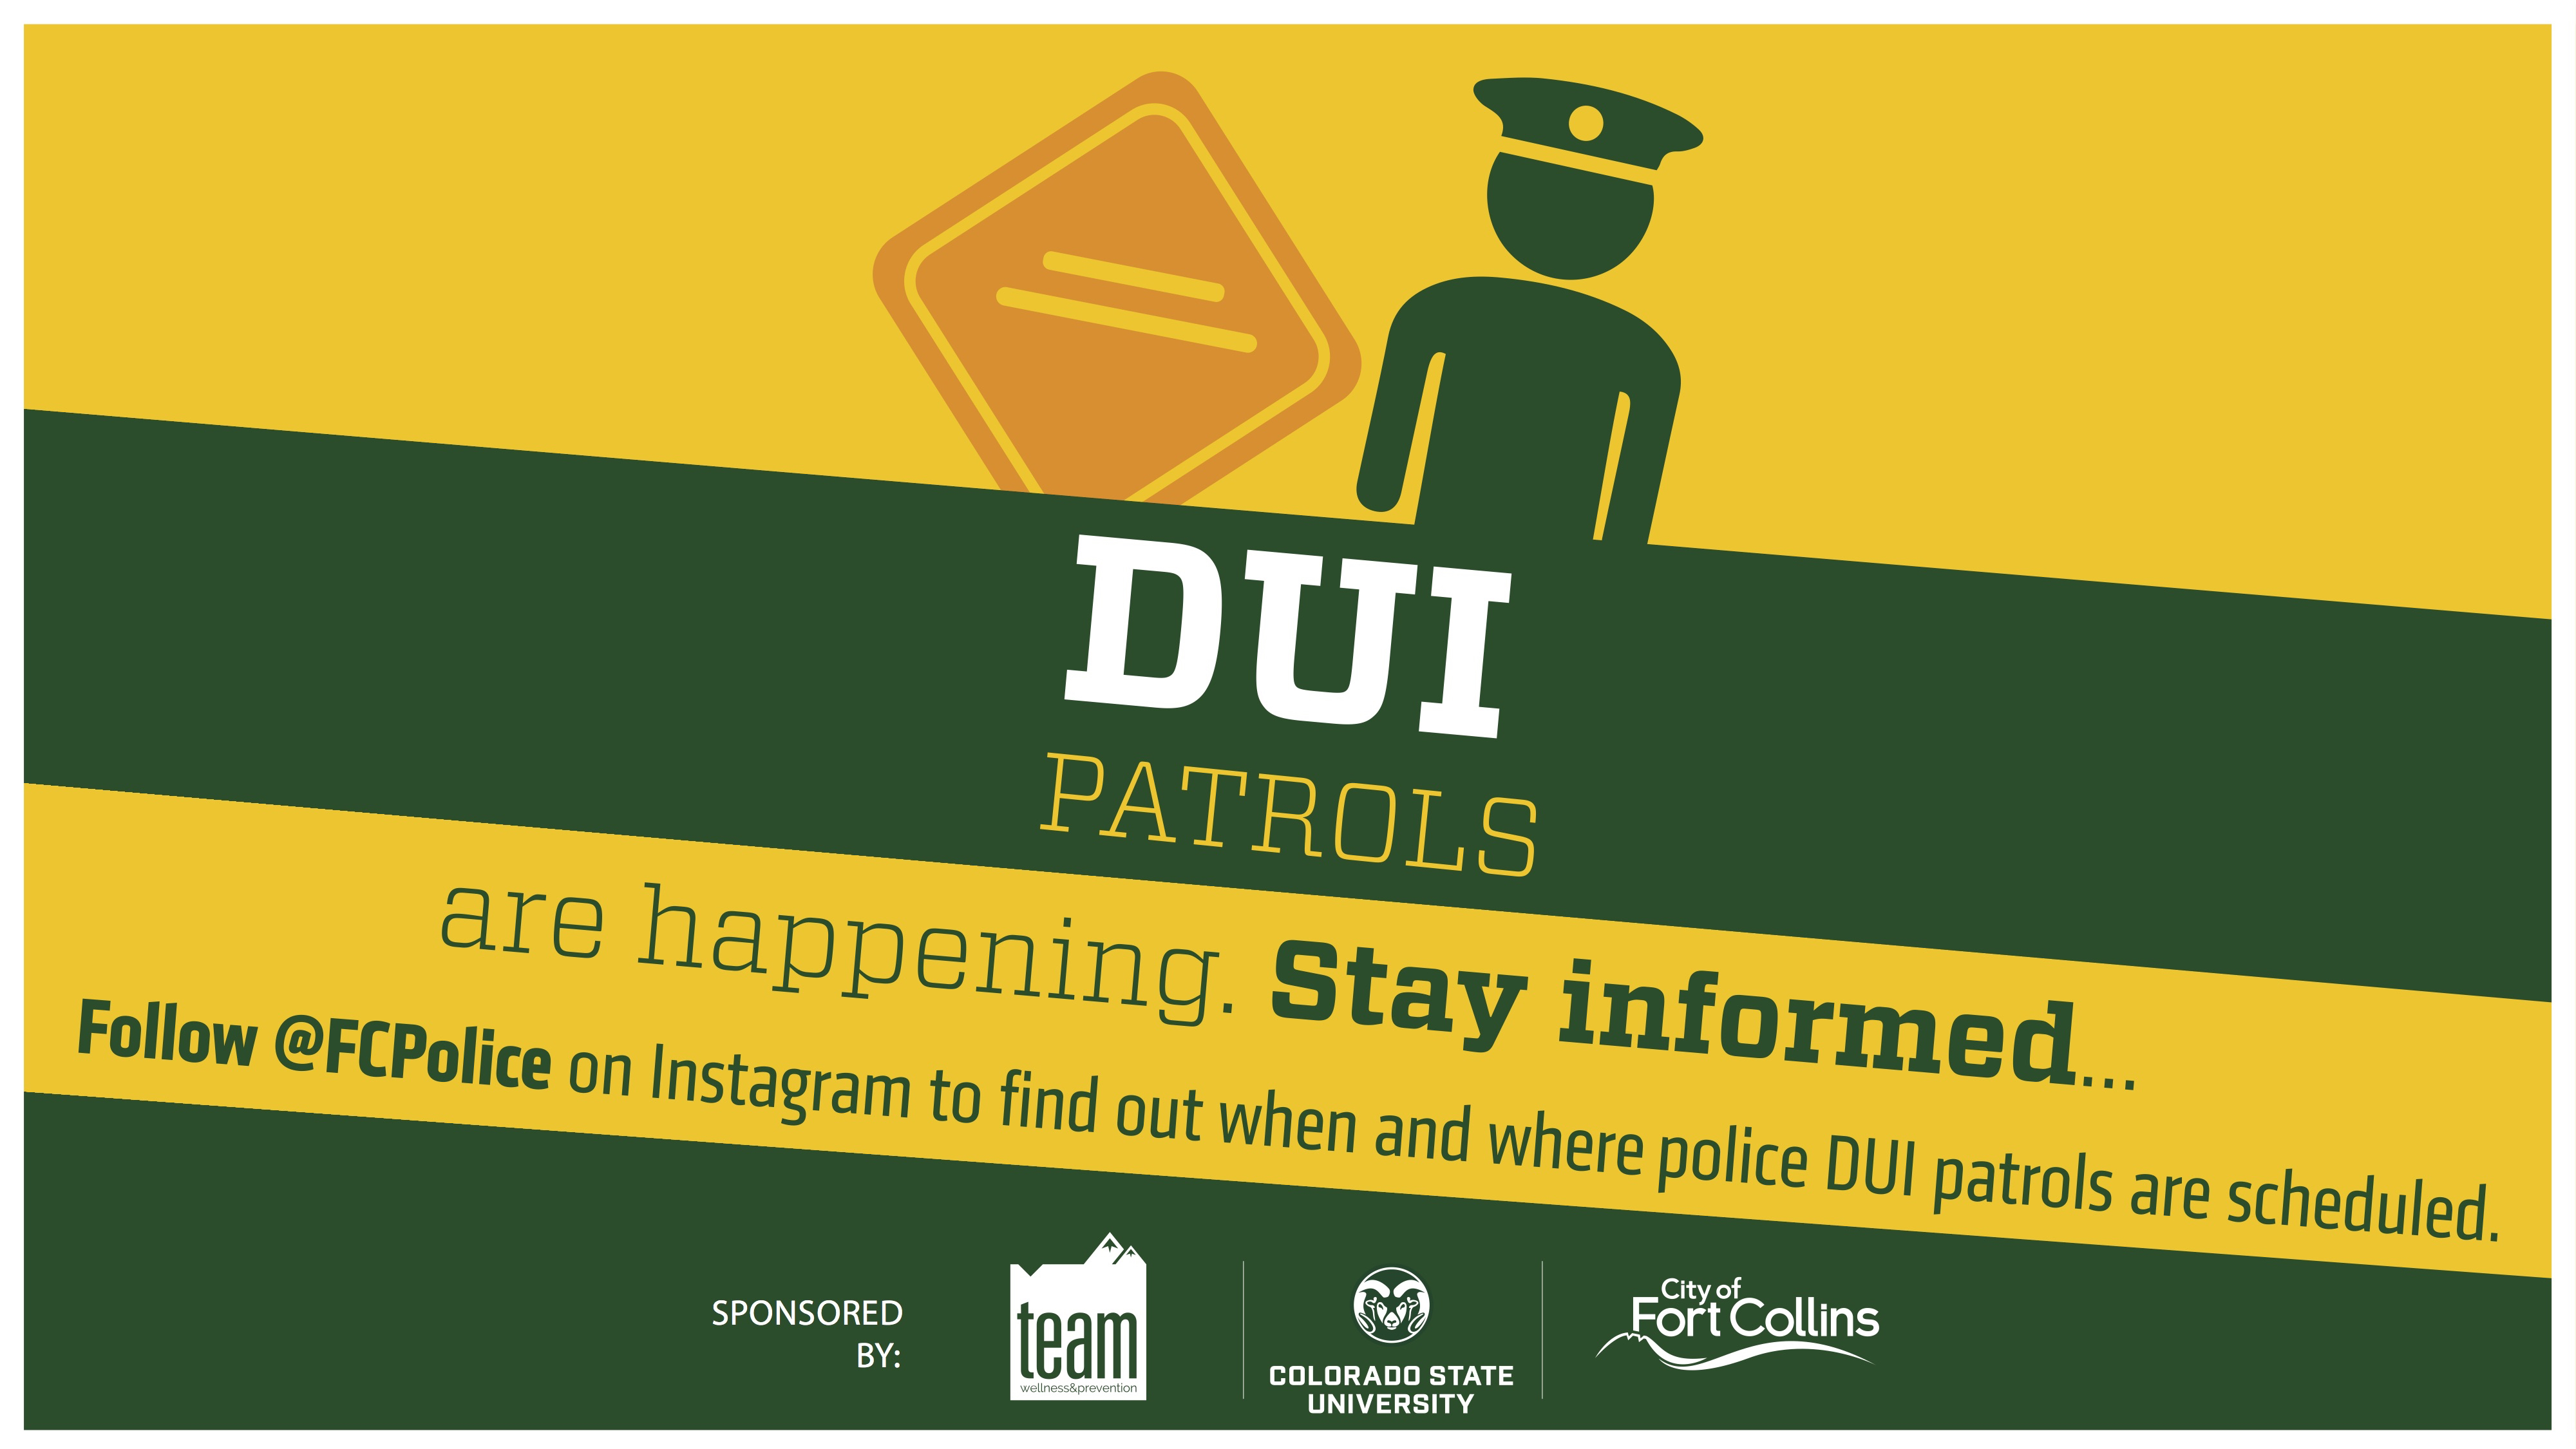 DUI
PATROLS
are happening. Stay informed...
Follow @FCPolice on Instagram to find out when and where police DUI patrols are scheduled.
SPONSORED
BY:
team
wellness&prevention
COLORADO STATE
UNIVERSITY
City of
Fort Collins